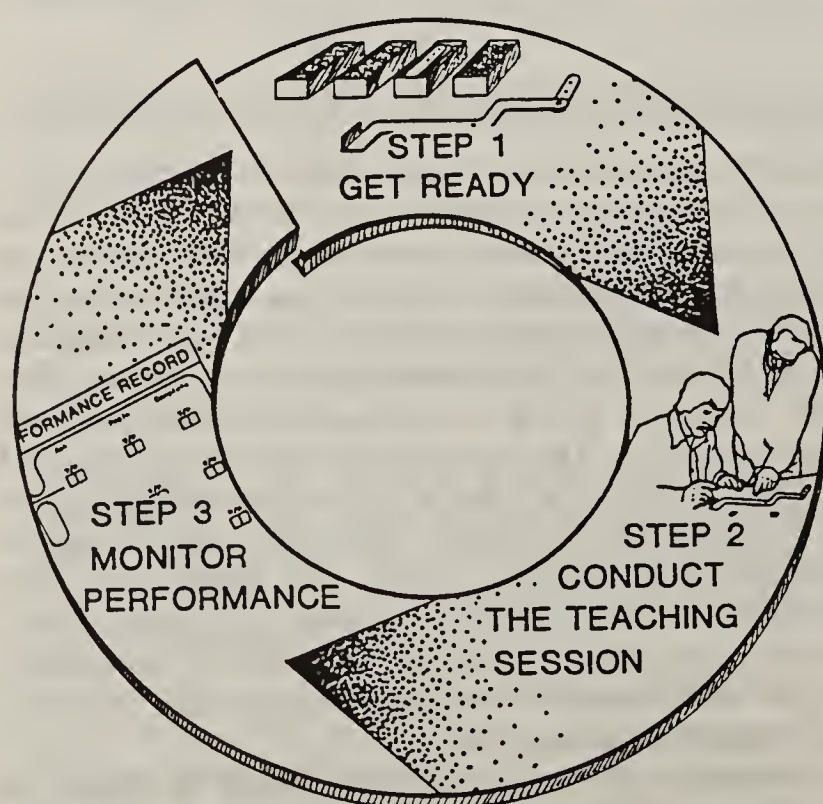 STEP 1
GET READY
STEP 2
CONDUCT
THE TEACHING
SESSION
FORMANCE RECORD
STEP 3
MONITOR
PERFORMANCE